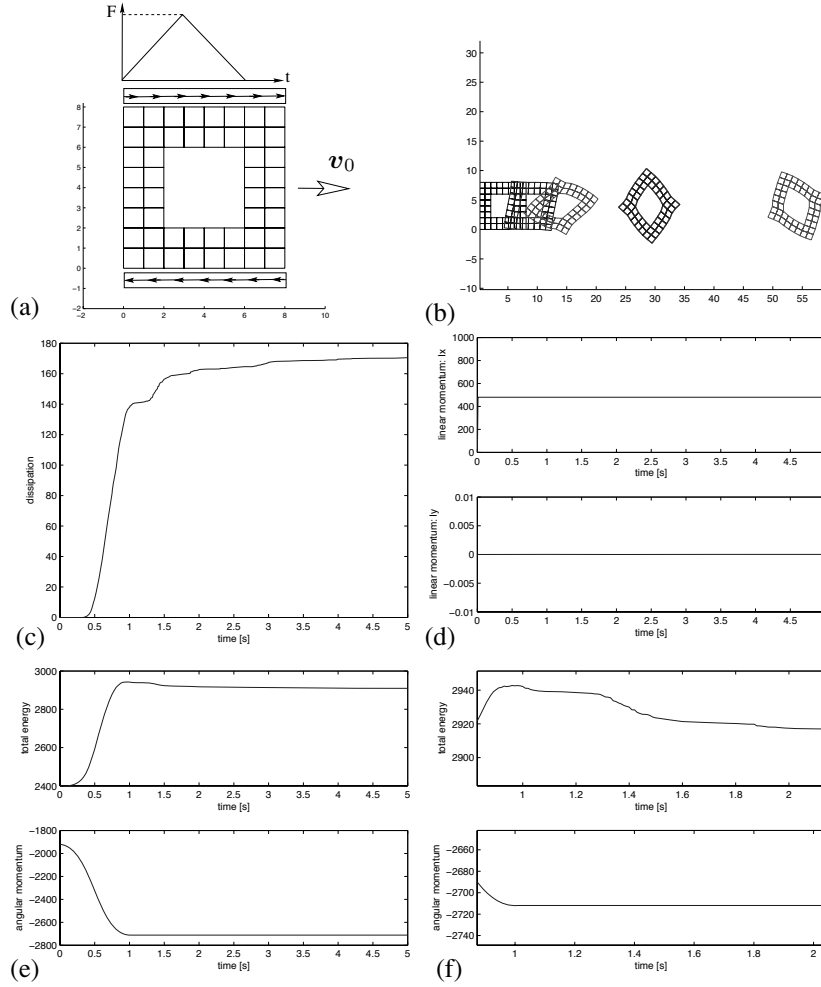 F
t
8
7
6
5
4
3
2
1
0
−1
−2
−2 0 2 4 6 8 10
v0
(a)
30
25
20
15
10
5
0
−5
−10
5 10 15 20 25 30 35 40 45 50 55
(b)
180
160
140
120
100
80
60
40
20
0
dissipation
0 0.5 1 1.5 2 2.5 3 3.5 4 4.5 5
time [s]
(c)
1000
800
600
400
200
0
linear momentum: lx
0 0.5 1 1.5 2 2.5 3 3.5 4 4.5
time [s]
0.01
0.005
0
−0.005
−0.01
linear momentum: ly
0 0.5 1 1.5 2 2.5 3 3.5 4 4.5
time [s]
(d)
3000
2800
2600
2400
total energy
0 0.5 1 1.5 2 2.5 3 3.5 4 4.5 5
time [s]
−1800
−2000
−2200
−2400
−2600
−2800
angular momentum
0 0.5 1 1.5 2 2.5 3 3.5 4 4.5 5
time [s]
(e)
2940
2920
2900
total energy
1 1.2 1.4 1.6 1.8 2
time [s]
−2660
−2680
−2700
−2720
−2740
angular momentum
1 1.2 1.4 1.6 1.8 2
time [s]
(f)